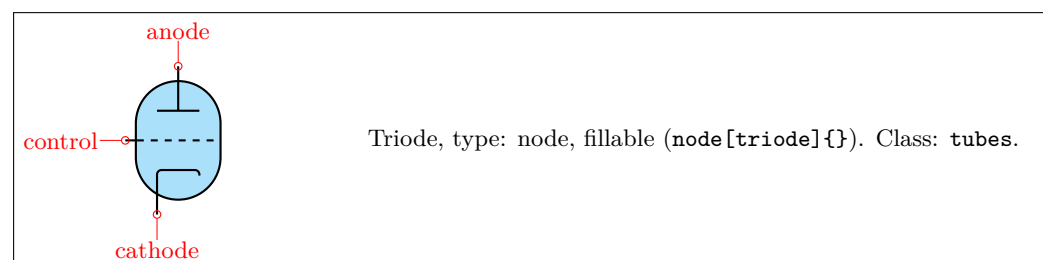 anode
control
cathode
Triode, type: node, fillable (node[triode]{}). Class: tubes.